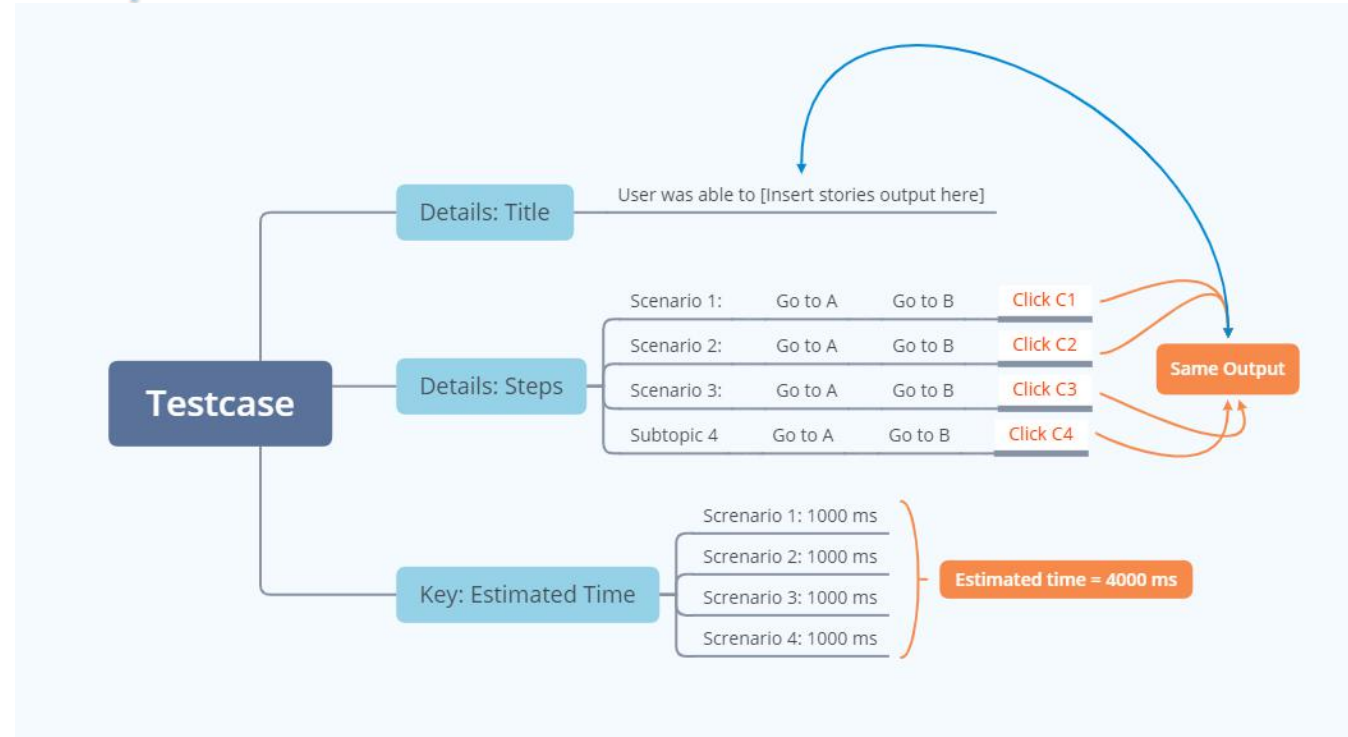 Testcase
Details: Title
User was able to [Insert stories output here]
Details: Steps
Scenario 1: Go to A Go to B Click C1
Scenario 2: Go to A Go to B Click C2
Scenario 3: Go to A Go to B Click C3
Subtopic 4 Go to A Go to B Click C4
Same Output
Key: Estimated Time
Screnario 1: 1000 ms
Screnario 2: 1000 ms
Screnario 3: 1000 ms
Screnario 4: 1000 ms
Estimated time = 4000 ms